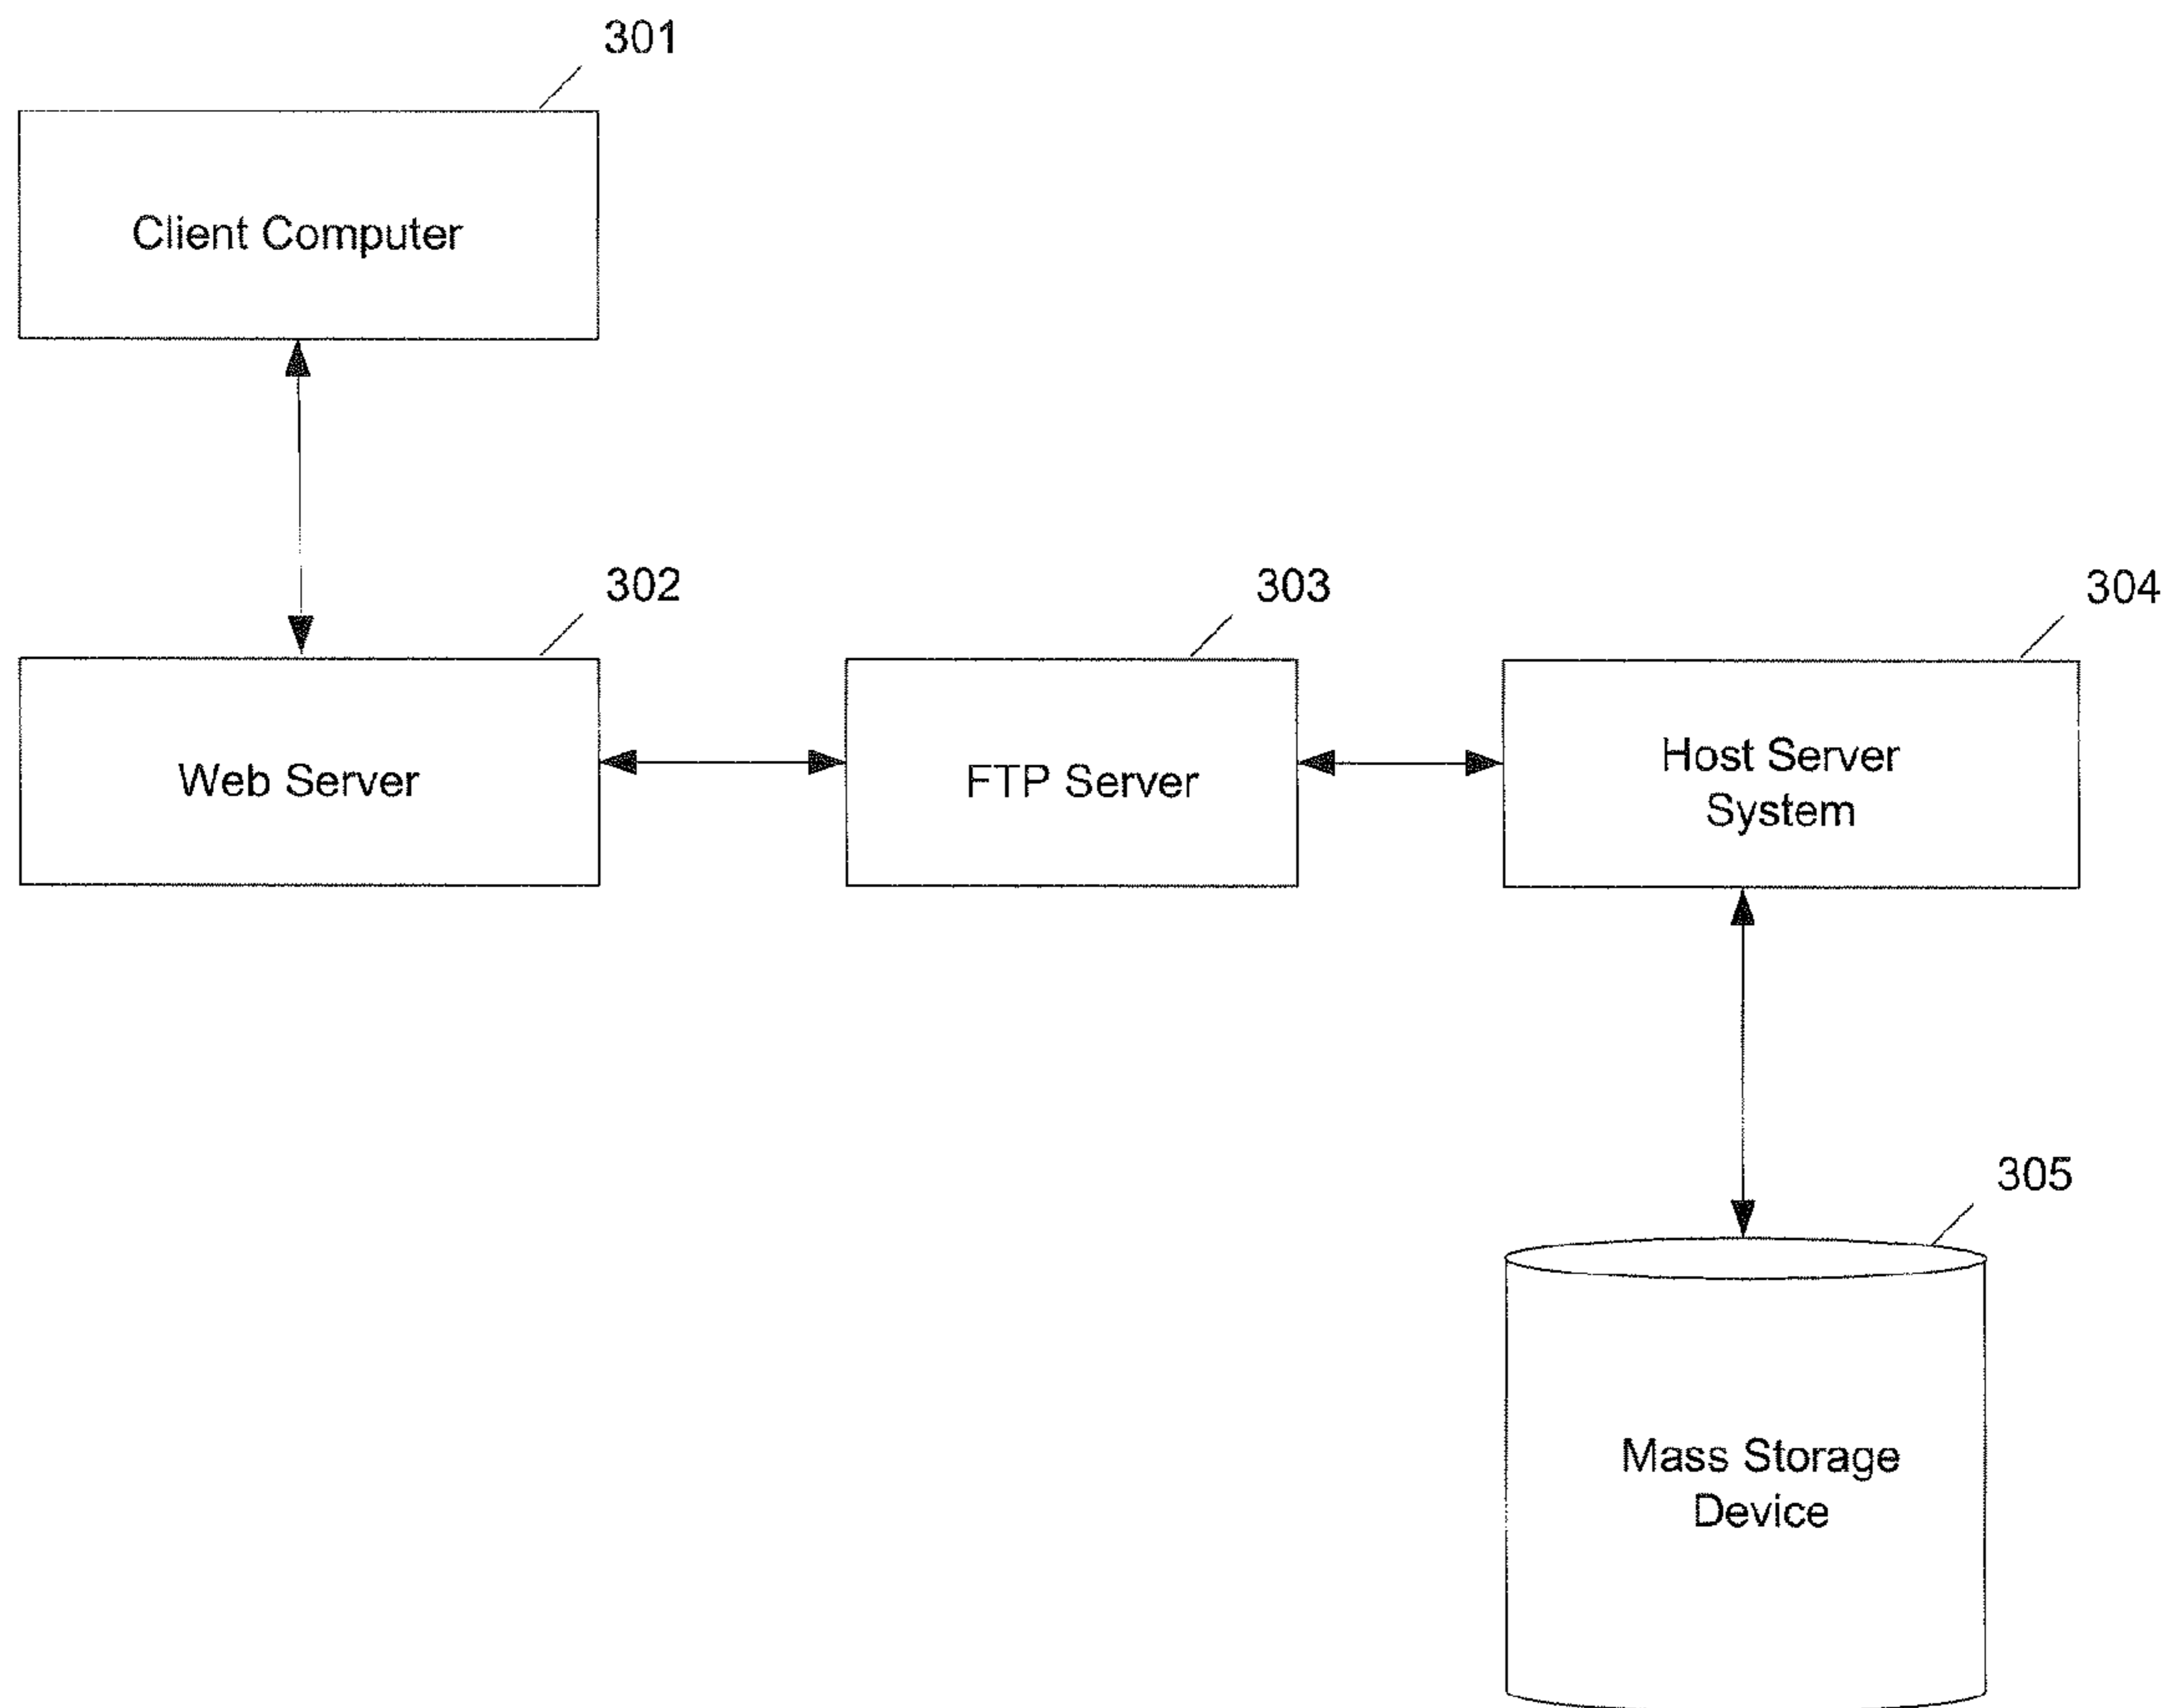 301
Client Computer
302
303
304
Web Server
FTP Server
Host Server
System
305
Mass Storage
Device